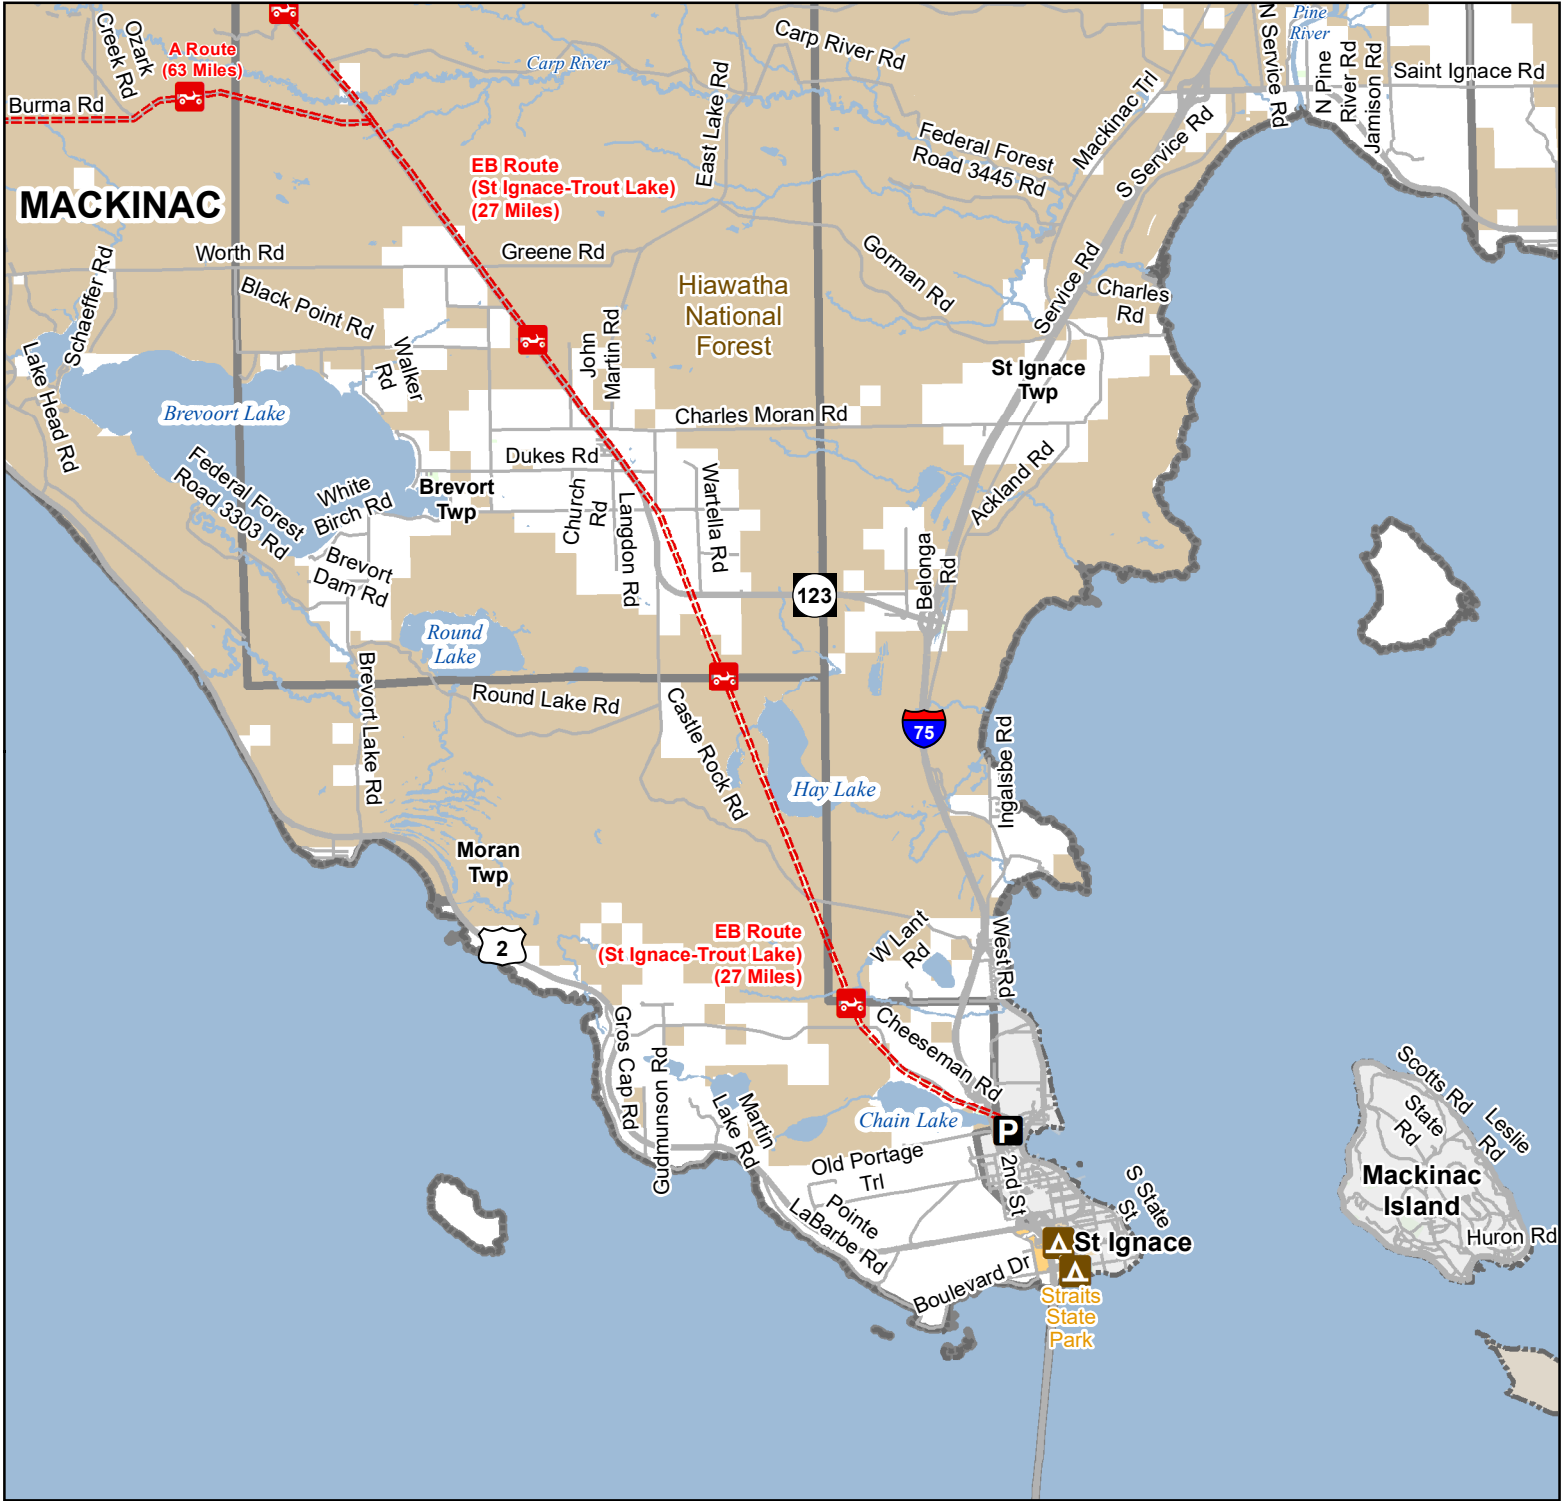 Ozark
Creek Rd
A Route
(63 Miles)
Burma Rd
MACKINAC
Carp River
Carp River Rd
East Lake Rd
EB Route
(St Ignace-Trout Lake)
(27 Miles)
Federal Forest
Road 3445 Rd
Mackinac Trl
S Service Rd
N Service Rd
Pine
River
N Pine
River Rd
Jamison Rd
Saint Ignace Rd
Worth Rd
Greene Rd
Schaeffer Rd
Black Point Rd
Hiawatha
National
Forest
Gorman Rd
Service Rd
Charles
Rd
Lake Head Rd
Walker
Rd
John
Martin Rd
St Ignace
Twp
Brevoort Lake
Charles Moran Rd
Dukes Rd
Ackland Rd
Federal Forest
Road 3303 Rd
White
Birch Rd
Brevort
Twp
Church
Rd
Langdon Rd
Wartella Rd
Belonga
Rd
Brevort
Dam Rd
123
Round
Lake
Brevort Lake Rd
Round Lake Rd
Castle Rock Rd
75
Ingalsbe Rd
Hay Lake
Moran
Twp
2
EB Route
(St Ignace-Trout Lake)
(27 Miles)
W Lant
Rd
West Rd
Gros Cap Rd
Gudmunson Rd
Cheeseman Rd
Martin
Lake Rd
Chain Lake
P
Old Portage
Trl
2nd St
S State
St
Pointe
LaBarbe Rd
Boulevard Dr
St Ignace
Straits
State
Park
Scotts Rd
State
Rd
Leslie
Rd
Mackinac
Island
Huron Rd